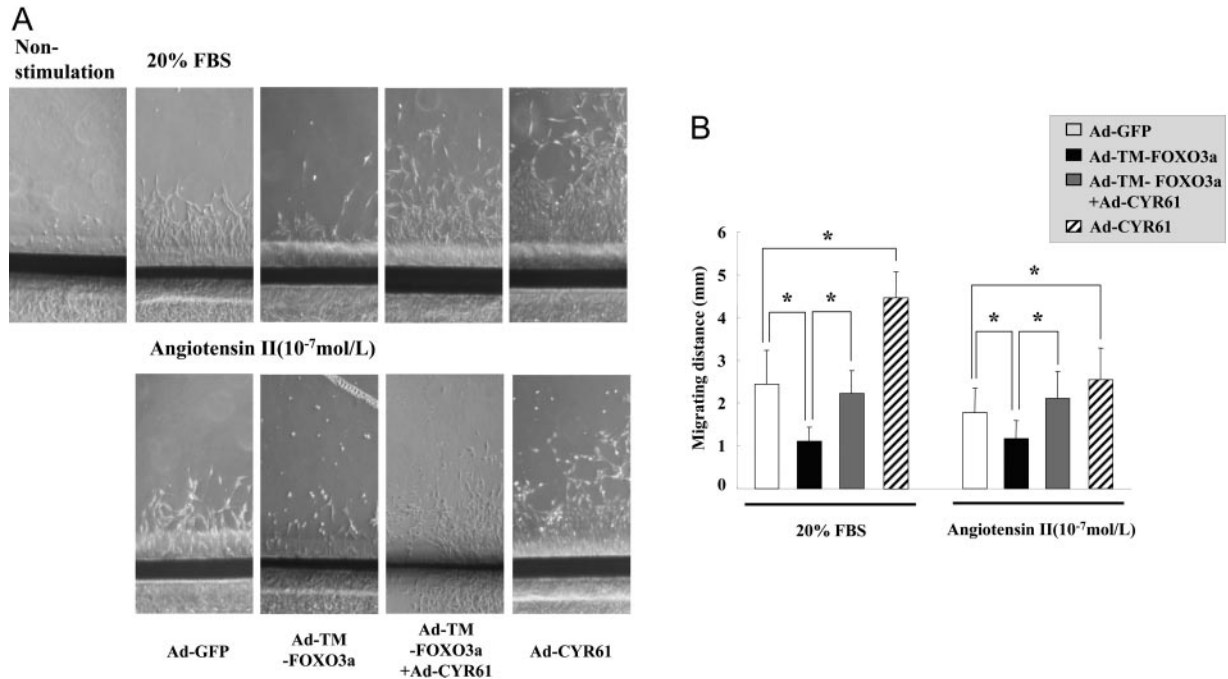 A
Non-
stimulation
20% FBS
Angiotensin II(10⁻⁷mol/L)
Ad-GFP
Ad-TM
-FOXO3a
Ad-TM
-FOXO3a
+Ad-CYR61
Ad-CYR61
B
Ad-GFP
Ad-TM-FOXO3a
Ad-TM- FOXO3a
+Ad-CYR61
Ad-CYR61
Migrating distance (mm)
6
5
4
3
2
1
0
*
*
*
*
*
*
20% FBS
Angiotensin II(10⁻⁷mol/L)